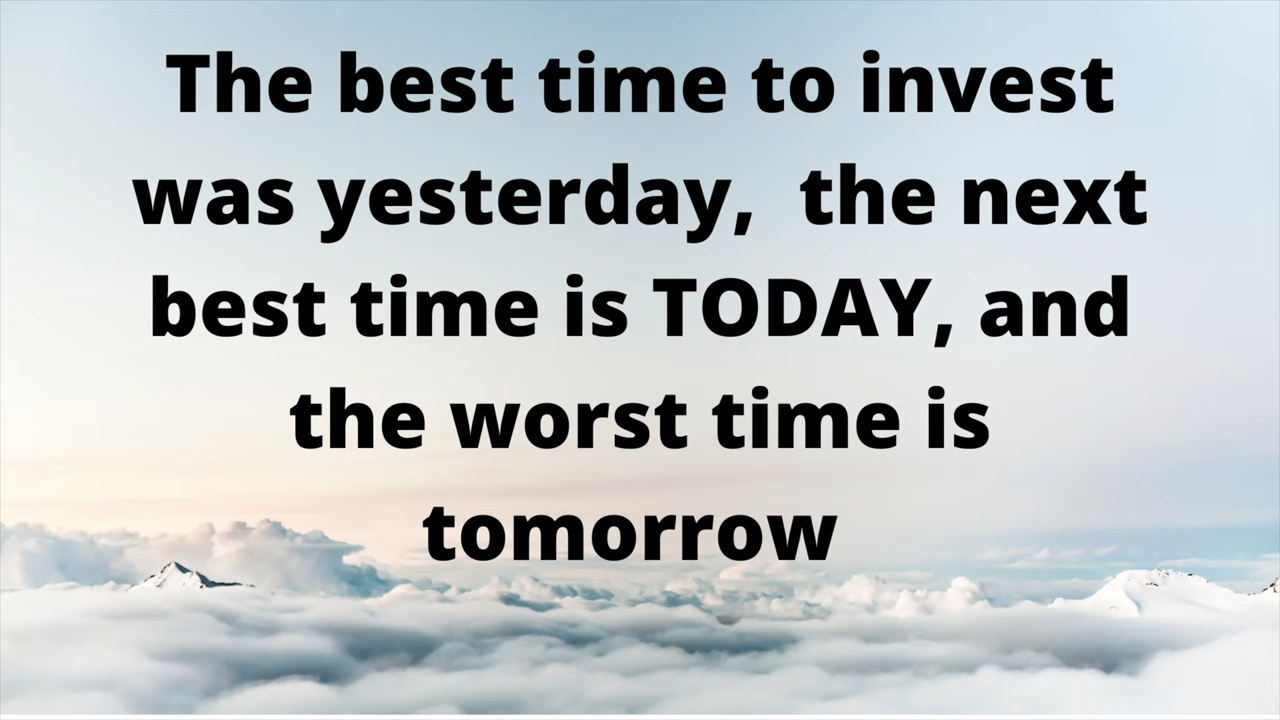 The best time to invest
was yesterday,  the next
best time is TODAY, and
the worst time is
tomorrow